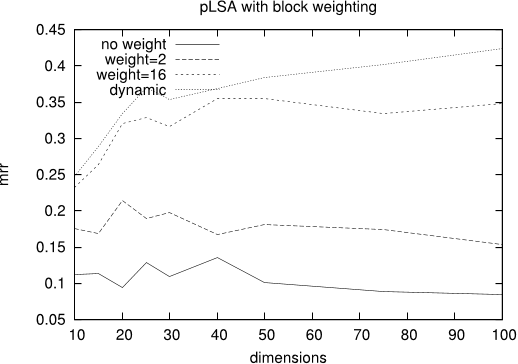 pLSA with block weighting
0.45
0.4
0.35
0.3
0.25
0.2
0.15
0.1
0.05
mrr
no weight
weight=2
weight=16
dynamic
10 20 30 40 50 60 70 80 90 100
dimensions